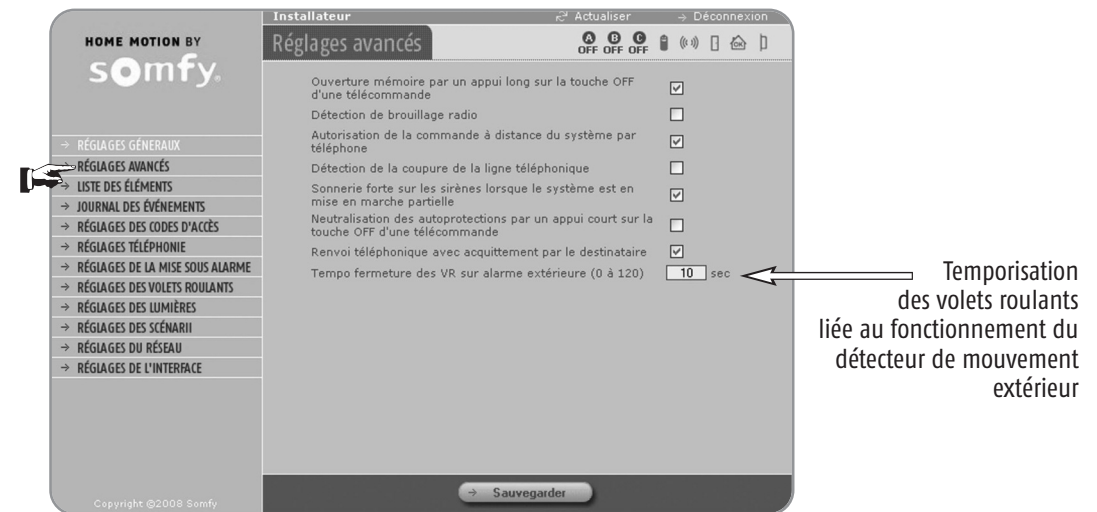 Installateur
Actualiser
Déconnexion
HOME MOTION BY
somfy®
Réglages avancés
A B C
OFF OFF OFF
OK
Ouverture mémoire par un appui long sur la touche OFF
d'une télécommande
Détection de brouillage radio
Autorisation de la commande à distance du système par
téléphone
Détection de la coupure de la ligne téléphonique
Sonnerie forte sur les sirènes lorsque le système est en
mise en marche partielle
Neutralisation des autoprotections par un appui court sur la
touche OFF d'une télécommande
Renvoi téléphonique avec acquittement par le destinataire
Tempo fermeture des VR sur alarme extérieure (0 à 120) 10 sec
RÉGLAGES GÉNERAUX
RÉGLAGES AVANCÉS
LISTE DES ÉLÉMENTS
JOURNAL DES ÉVÉNEMENTS
RÉGLAGES DES CODES D'ACCÈS
RÉGLAGES TÉLÉPHONIE
RÉGLAGES DE LA MISE SOUS ALARME
RÉGLAGES DES VOLETS ROULANTS
RÉGLAGES DES LUMIÈRES
RÉGLAGES DES SCÉNARII
RÉGLAGES DU RÉSEAU
RÉGLAGES DE L'INTERFACE
Temporisation
des volets roulants
liée au fonctionnement du
détecteur de mouvement
extérieur
Sauvegarder
Copyright ©2008 Somfy